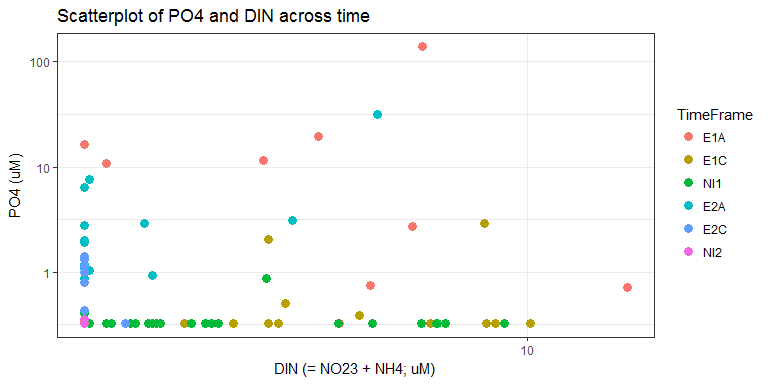 Scatterplot of PO4 and DIN across time
100
10
1
PO4 (uM)
10
DIN (= NO23 + NH4; uM)
TimeFrame
E1A
E1C
NI1
E2A
E2C
NI2